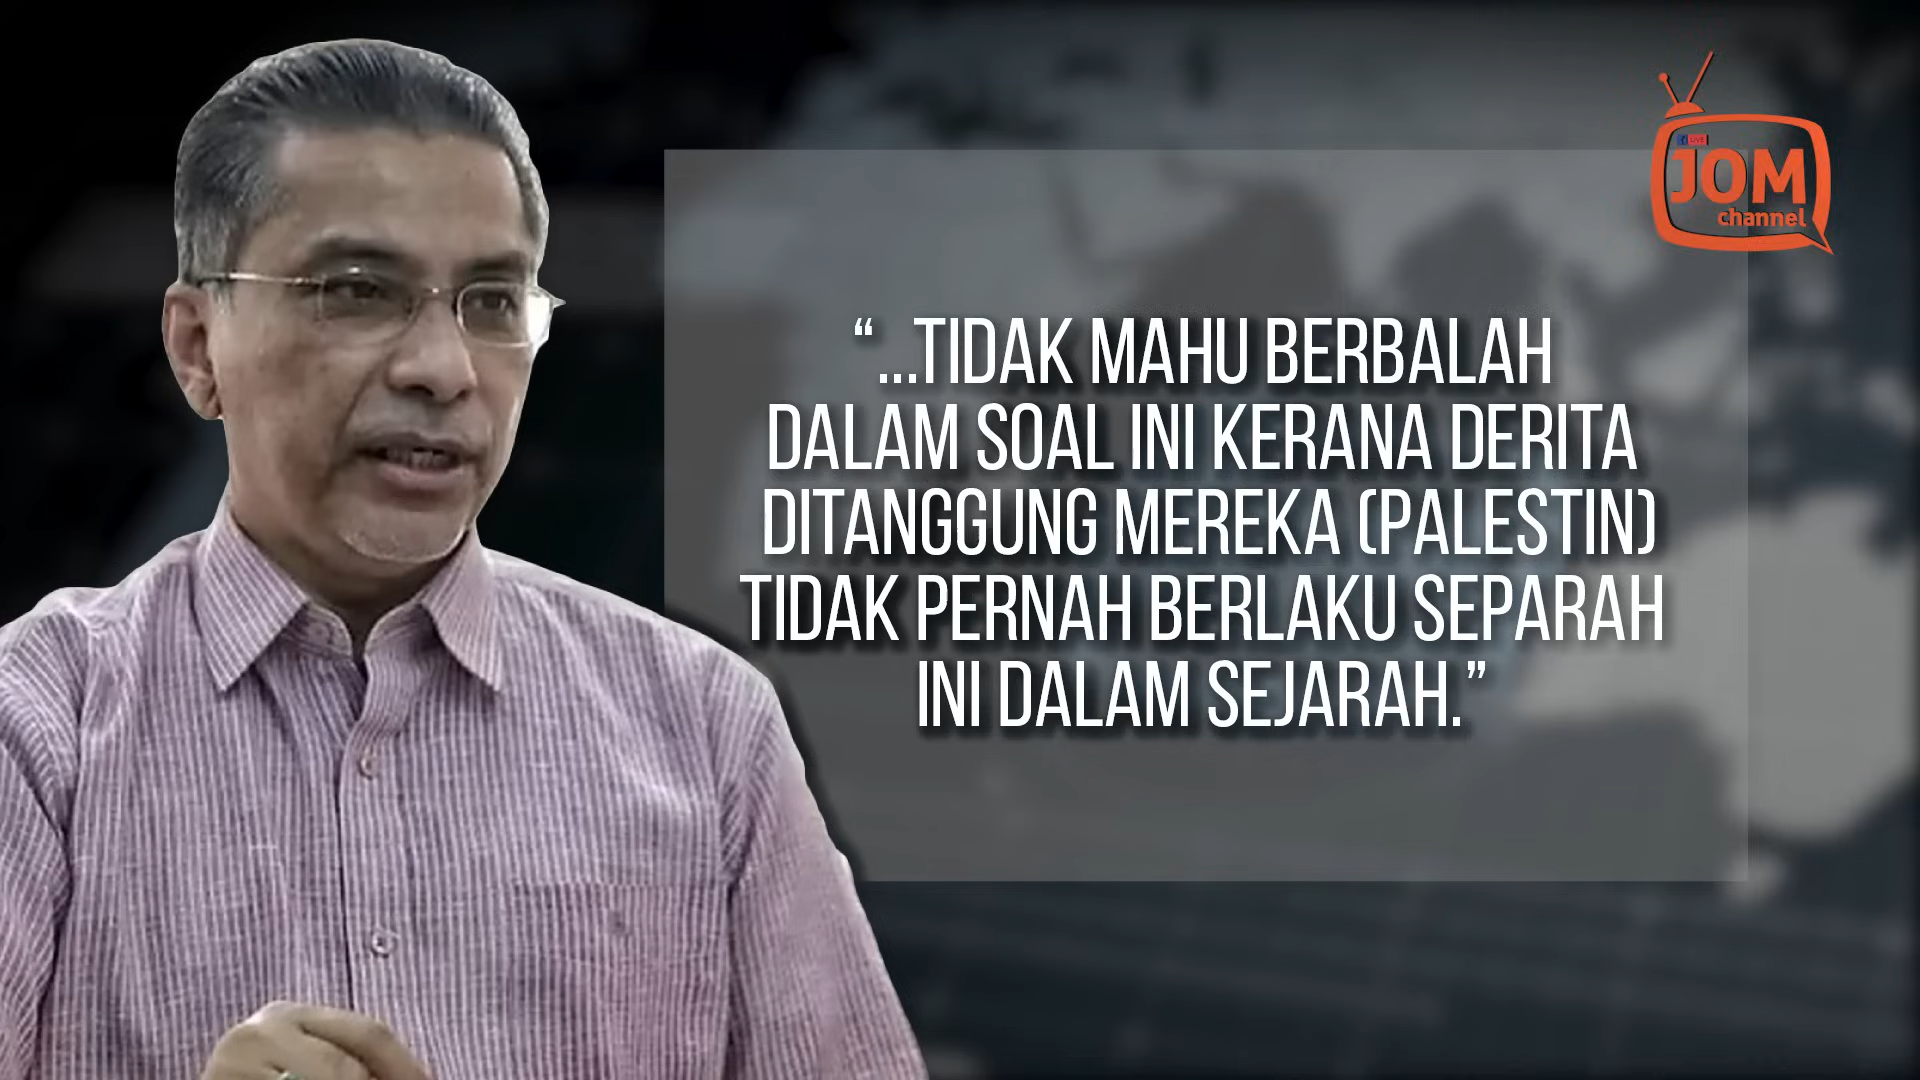 LIVE
JOM
channel
“...TIDAK MAHU BERBALAH
DALAM SOAL INI KERANA DERITA
DITANGGUNG MEREKA (PALESTIN)
TIDAK PERNAH BERLAKU SEPARAH
INI DALAM SEJARAH.”